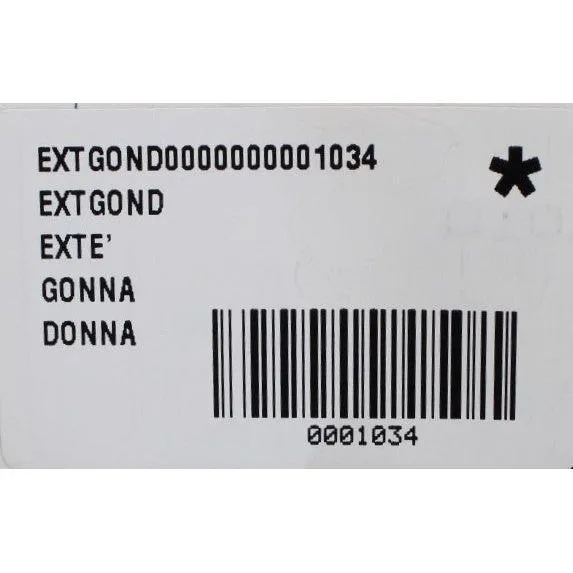 EXTGOND0000000001034
*
EXTGOND
EXTE'
GONNA
DONNA
0001034